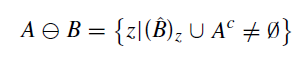 A ⊖ B = {z|(B̂)_z ∪ A^c ≠ Ø}